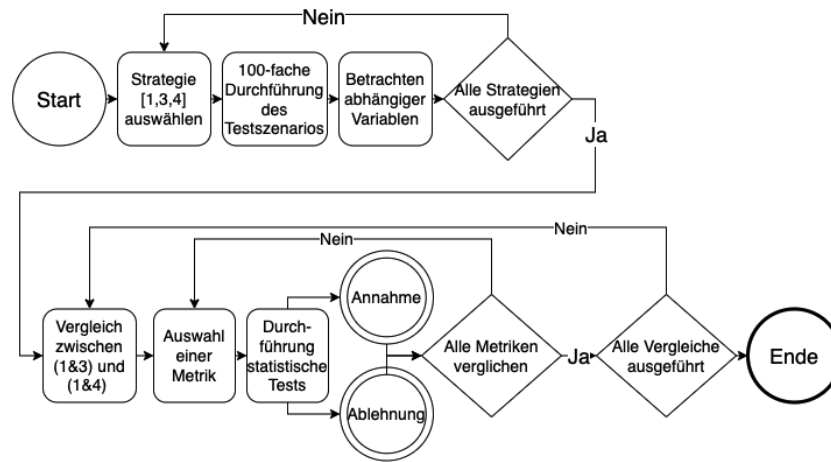 Nein
Start
Strategie
[1,3,4]
auswählen
100-fache
Durchführung
des
Testszenarios
Betrachten
abhängiger
Variablen
Alle Strategien
ausgeführt
Ja
Nein
Nein
Vergleich
zwischen
(1&3) und
(1&4)
Auswahl
einer
Metrik
Durch-
führung
statistische
Tests
Annahme
Ablehnung
Alle Metriken
verglichen
Ja
Alle Vergleiche
ausgeführt
Ende